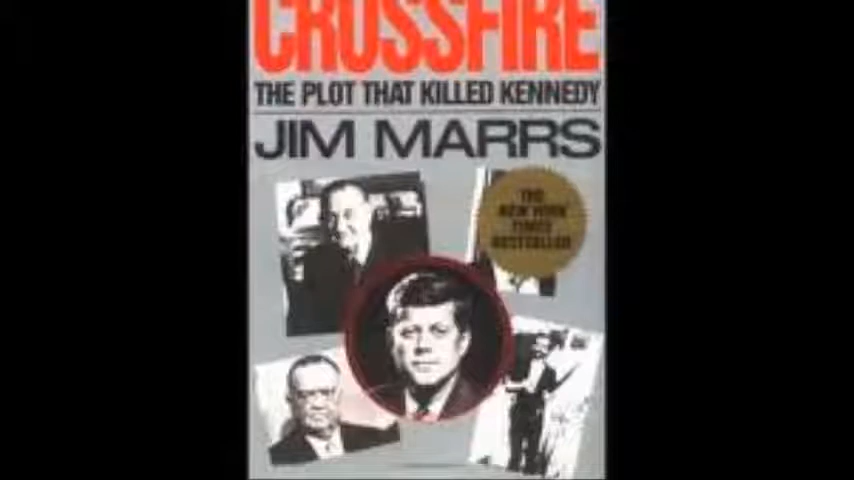 CROSSFIRE
THE PLOT THAT KILLED KENNEDY
JIM MARRS
THE
NEW YORK
TIMES
BESTSELLER